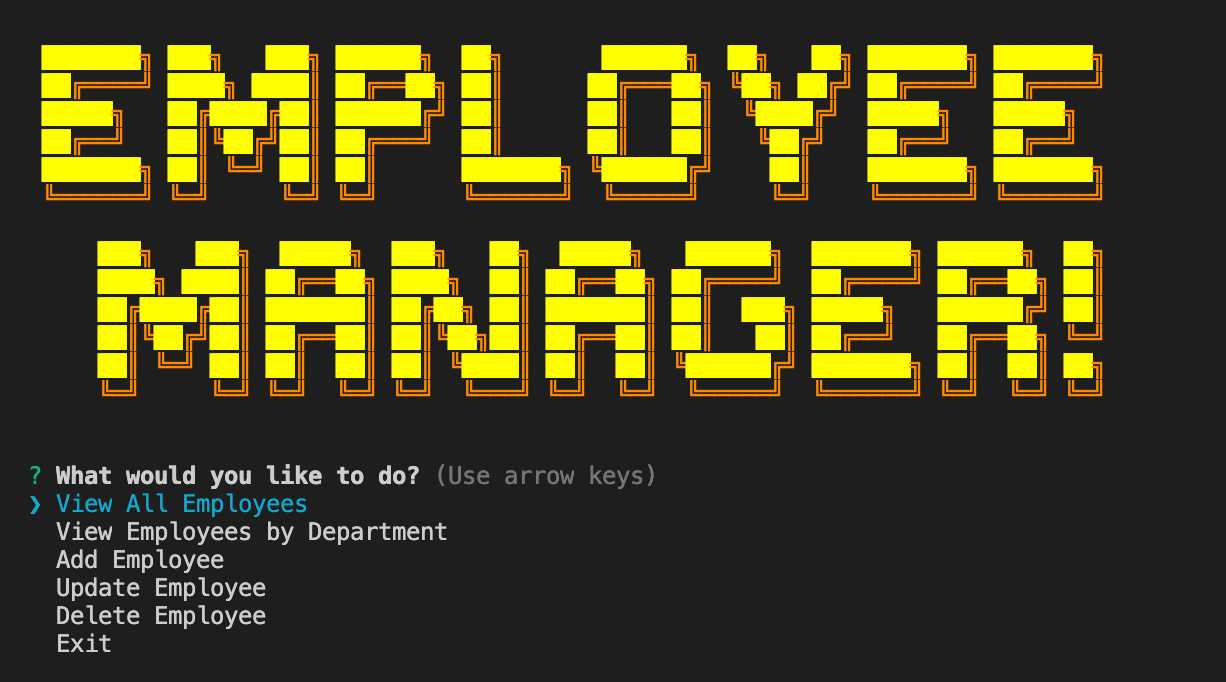 EMPLOYEE
MANAGER!
? What would you like to do? (Use arrow keys)
❯ View All Employees
View Employees by Department
Add Employee
Update Employee
Delete Employee
Exit